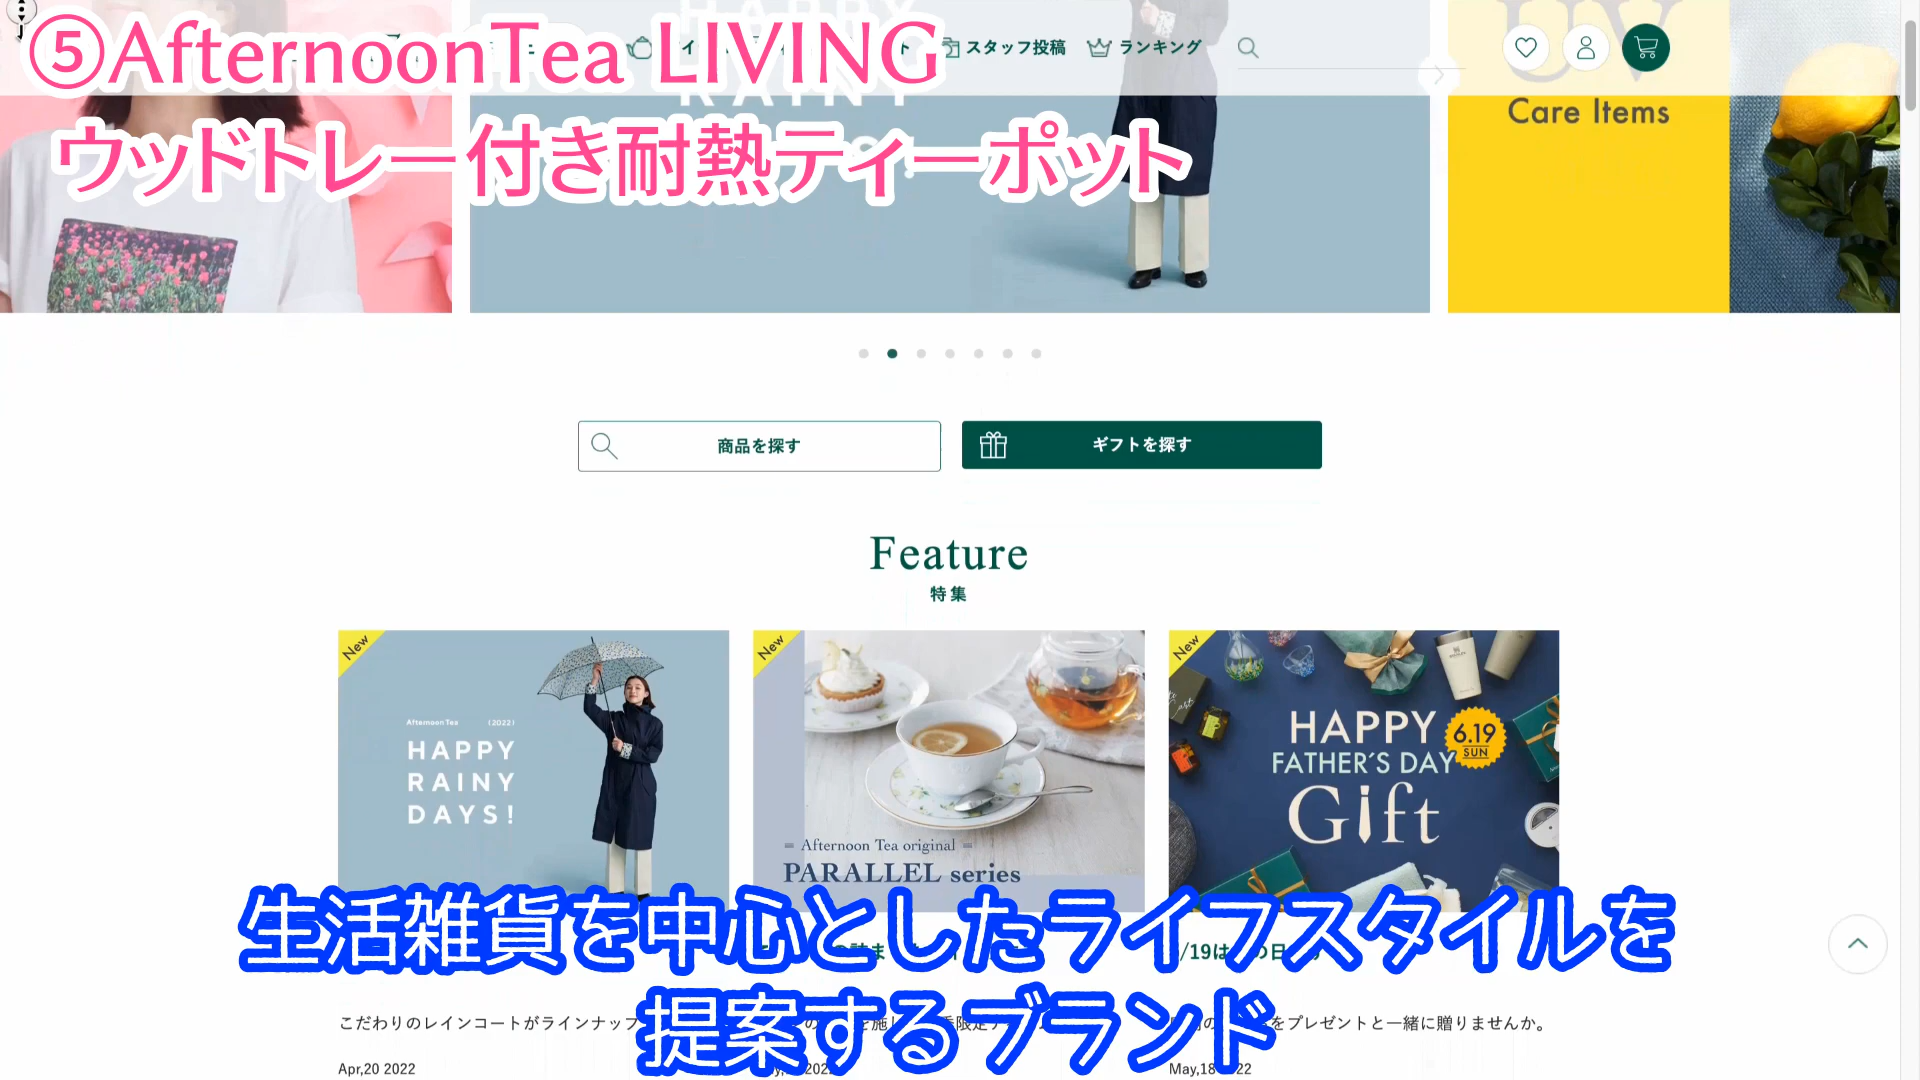 ⑤AfternoonTea LIVING
ウッドトレー付き耐熱ティーポット
スタッフ投稿
ランキング
Care Items
商品を探す
ギフトを探す
Feature
特集
New
Afternoon Tea (2022)
HAPPY
RAINY
DAYS!
New
= Afternoon Tea original =
PARALLEL series
New
HAPPY
6.19
SUN
FATHER'S DAY
Gift
生活雑貨を中心としたライフスタイルを
提案するブランド
こだわりのレインコートがラインナップ
をプレゼントと一緒に贈りませんか。
Apr,20 2022